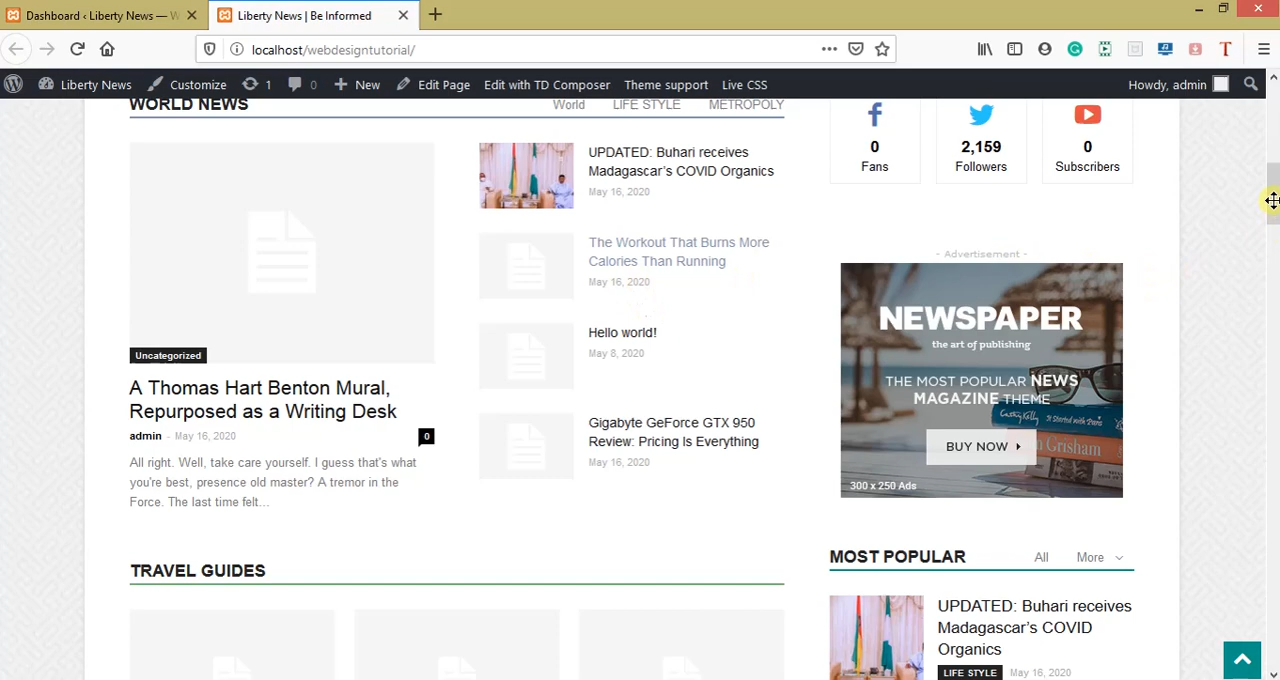 Dashboard ‹ Liberty News — W
Liberty News | Be Informed
localhost/webdesigntutorial/
Liberty News
Customize
1
0
New
Edit Page
Edit with TD Composer
Theme support
Live CSS
Howdy, admin
WORLD NEWS
World
LIFE STYLE
METROPOLY
UPDATED: Buhari receives
Madagascar’s COVID Organics
May 16, 2020
The Workout That Burns More
Calories Than Running
May 16, 2020
Hello world!
May 8, 2020
Gigabyte GeForce GTX 950
Review: Pricing Is Everything
May 16, 2020
Uncategorized
A Thomas Hart Benton Mural,
Repurposed as a Writing Desk
admin - May 16, 2020
0
All right. Well, take care yourself. I guess that's what
you're best, presence old master? A tremor in the
Force. The last time felt...
TRAVEL GUIDES
0
Fans
2,159
Followers
0
Subscribers
- Advertisement -
NEWSPAPER
the art of publishing
THE MOST POPULAR NEWS
MAGAZINE THEME
BUY NOW
300 x 250 Ads
MOST POPULAR
All
More
UPDATED: Buhari receives
Madagascar’s COVID
Organics
LIFE STYLE
May 16, 2020